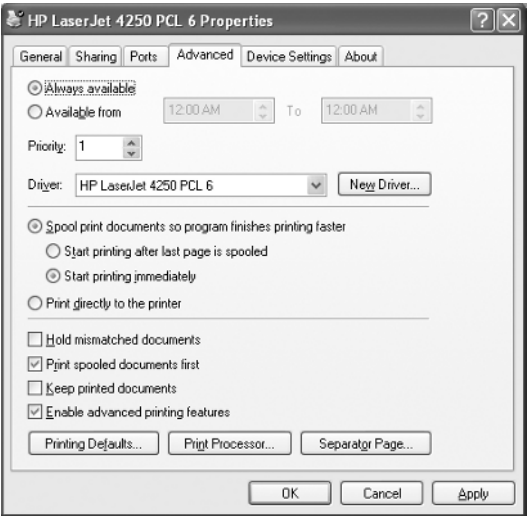 HP LaserJet 4250 PCL 6 Properties
General Sharing Ports Advanced Device Settings About
Always available
Available from 12:00 AM To 12:00 AM
Priority: 1
Driver: HP LaserJet 4250 PCL 6 New Driver...
Spool print documents so program finishes printing faster
Start printing after last page is spooled
Start printing immediately
Print directly to the printer
Hold mismatched documents
Print spooled documents first
Keep printed documents
Enable advanced printing features
Printing Defaults... Print Processor... Separator Page...
OK Cancel Apply